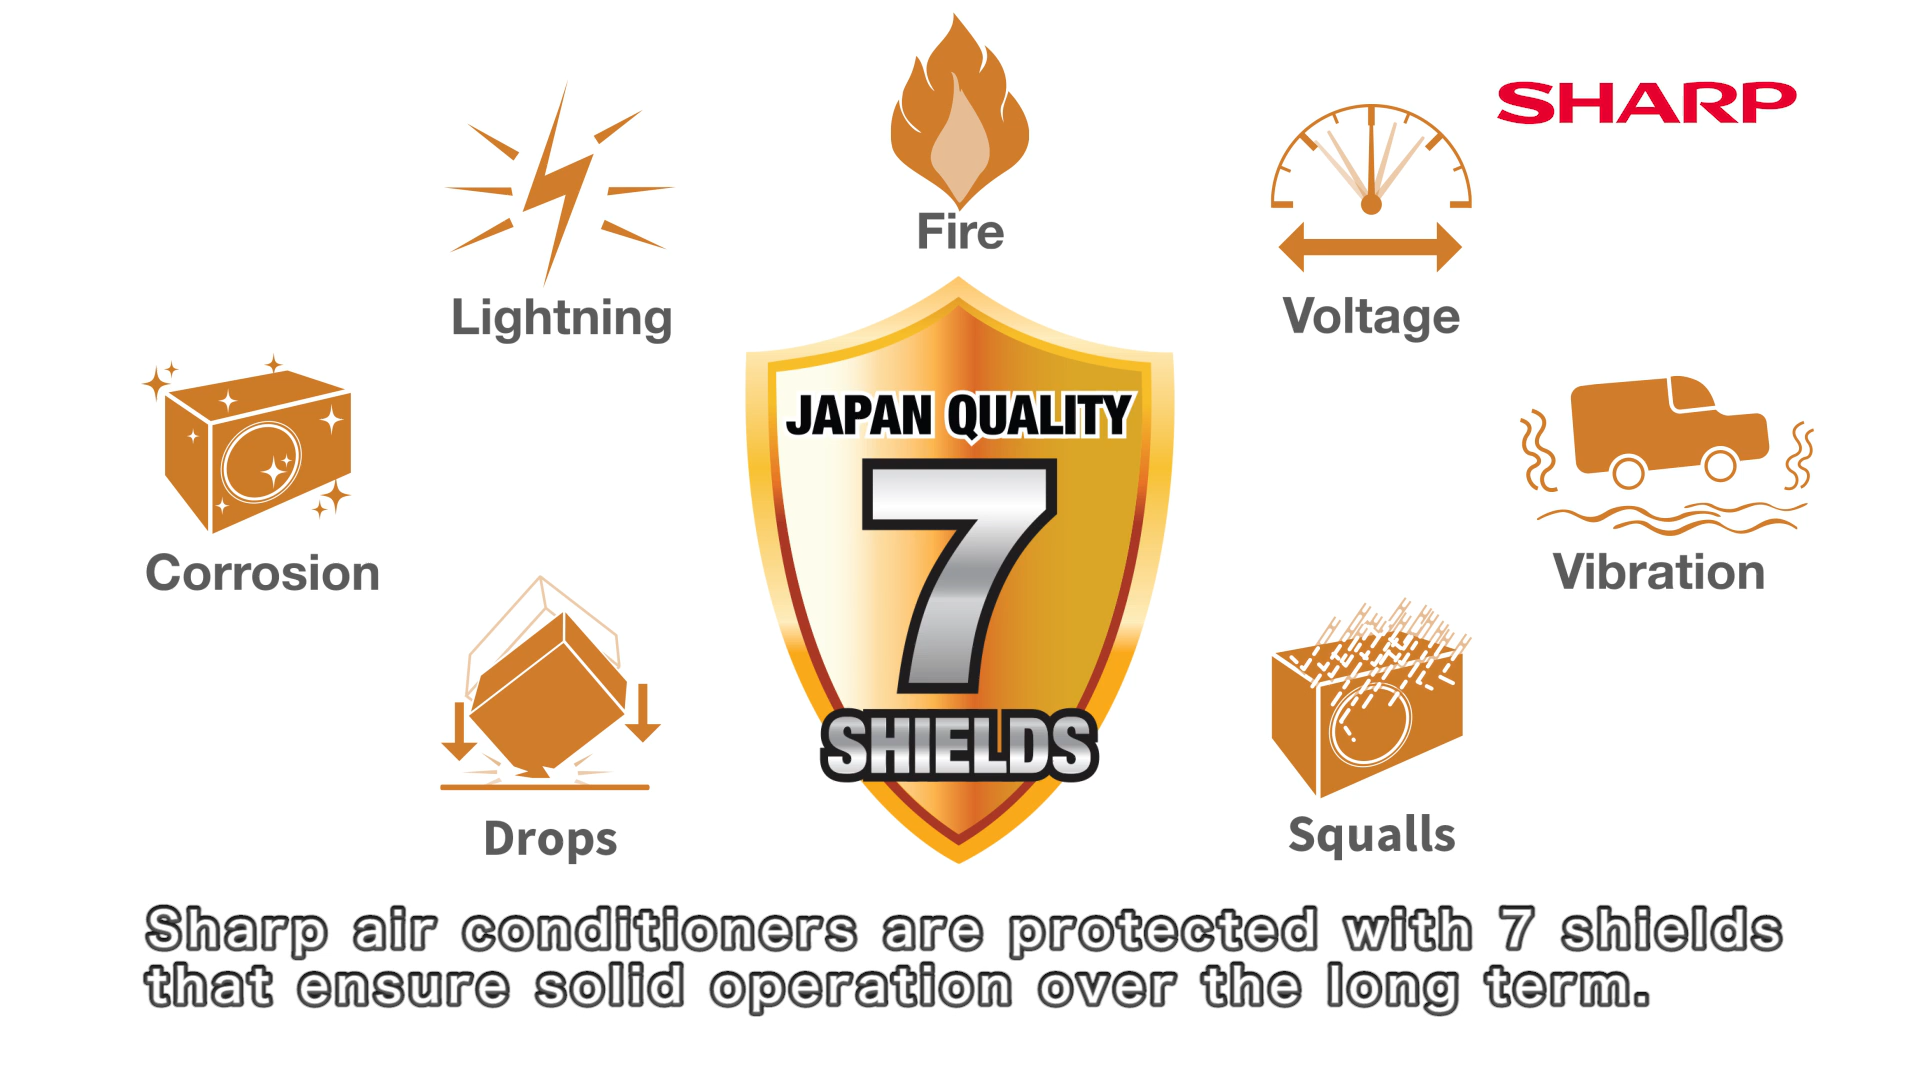 SHARP
Fire
Lightning
Voltage
JAPAN QUALITY
7
SHIELDS
Corrosion
Vibration
Drops
Squalls
Sharp air conditioners are protected with 7 shields
that ensure solid operation over the long term.